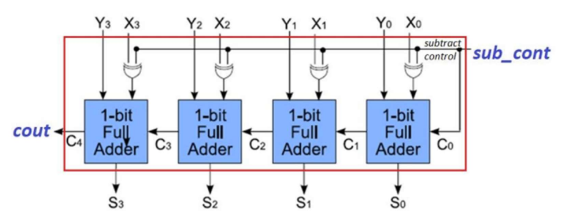 Y3 X3 Y2 X2 Y1 X1 Y0 X0
subtract
control
sub_cont
1-bit
Full
Adder
1-bit
Full
Adder
1-bit
Full
Adder
1-bit
Full
Adder
cout
C4 C3 C2 C1 C0
S3 S2 S1 S0